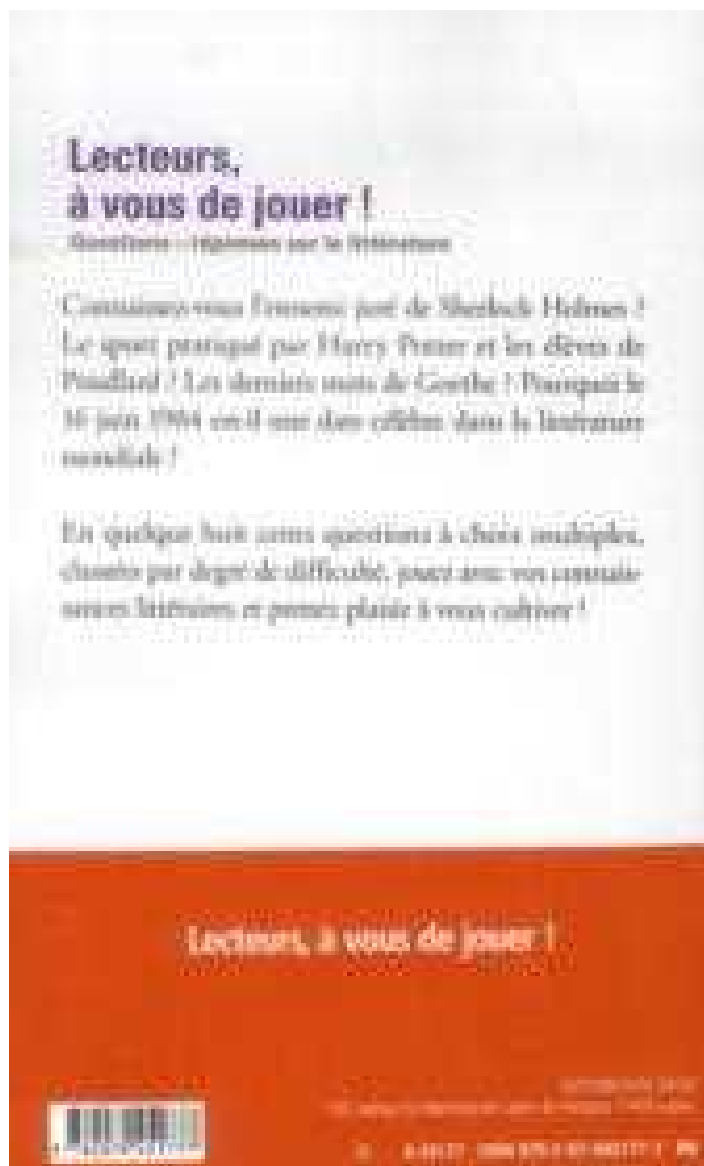 Lecteurs,
à vous de jouer !
Questions - réponses sur la littérature
Connaissez-vous l'ennemi juré de Sherlock Holmes ?
Le sport pratiqué par Harry Potter et les élèves de
Poudlard ? Les derniers mots de Goethe ? Pourquoi le
16 juin 1904 est-il une date célèbre dans la littérature
mondiale ?
En quelque huit cents questions à choix multiples,
classées par degré de difficulté, jouez avec vos connais-
sances littéraires et prenez plaisir à vous cultiver !
Lecteurs, à vous de jouer !